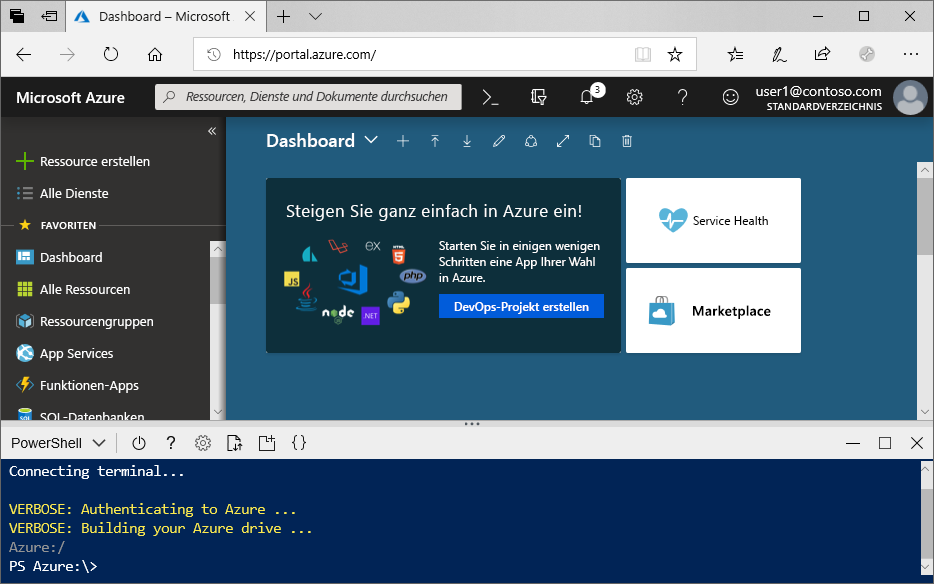 Dashboard – Microsoft
https://portal.azure.com/
Microsoft Azure
Ressourcen, Dienste und Dokumente durchsuchen
3
user1@contoso.com
STANDARDVERZEICHNIS
Ressource erstellen
Alle Dienste
FAVORITEN
Dashboard
Alle Ressourcen
Ressourcengruppen
App Services
Funktionen-Apps
SQL-Datenbanken
Dashboard
Steigen Sie ganz einfach in Azure ein!
EX
HTML
5
JS
php
node
.NET
Starten Sie in einigen wenigen
Schritten eine App Ihrer Wahl
in Azure.
DevOps-Projekt erstellen
Service Health
Marketplace
PowerShell
Connecting terminal...
VERBOSE: Authenticating to Azure ...
VERBOSE: Building your Azure drive ...
Azure:/
PS Azure:\>